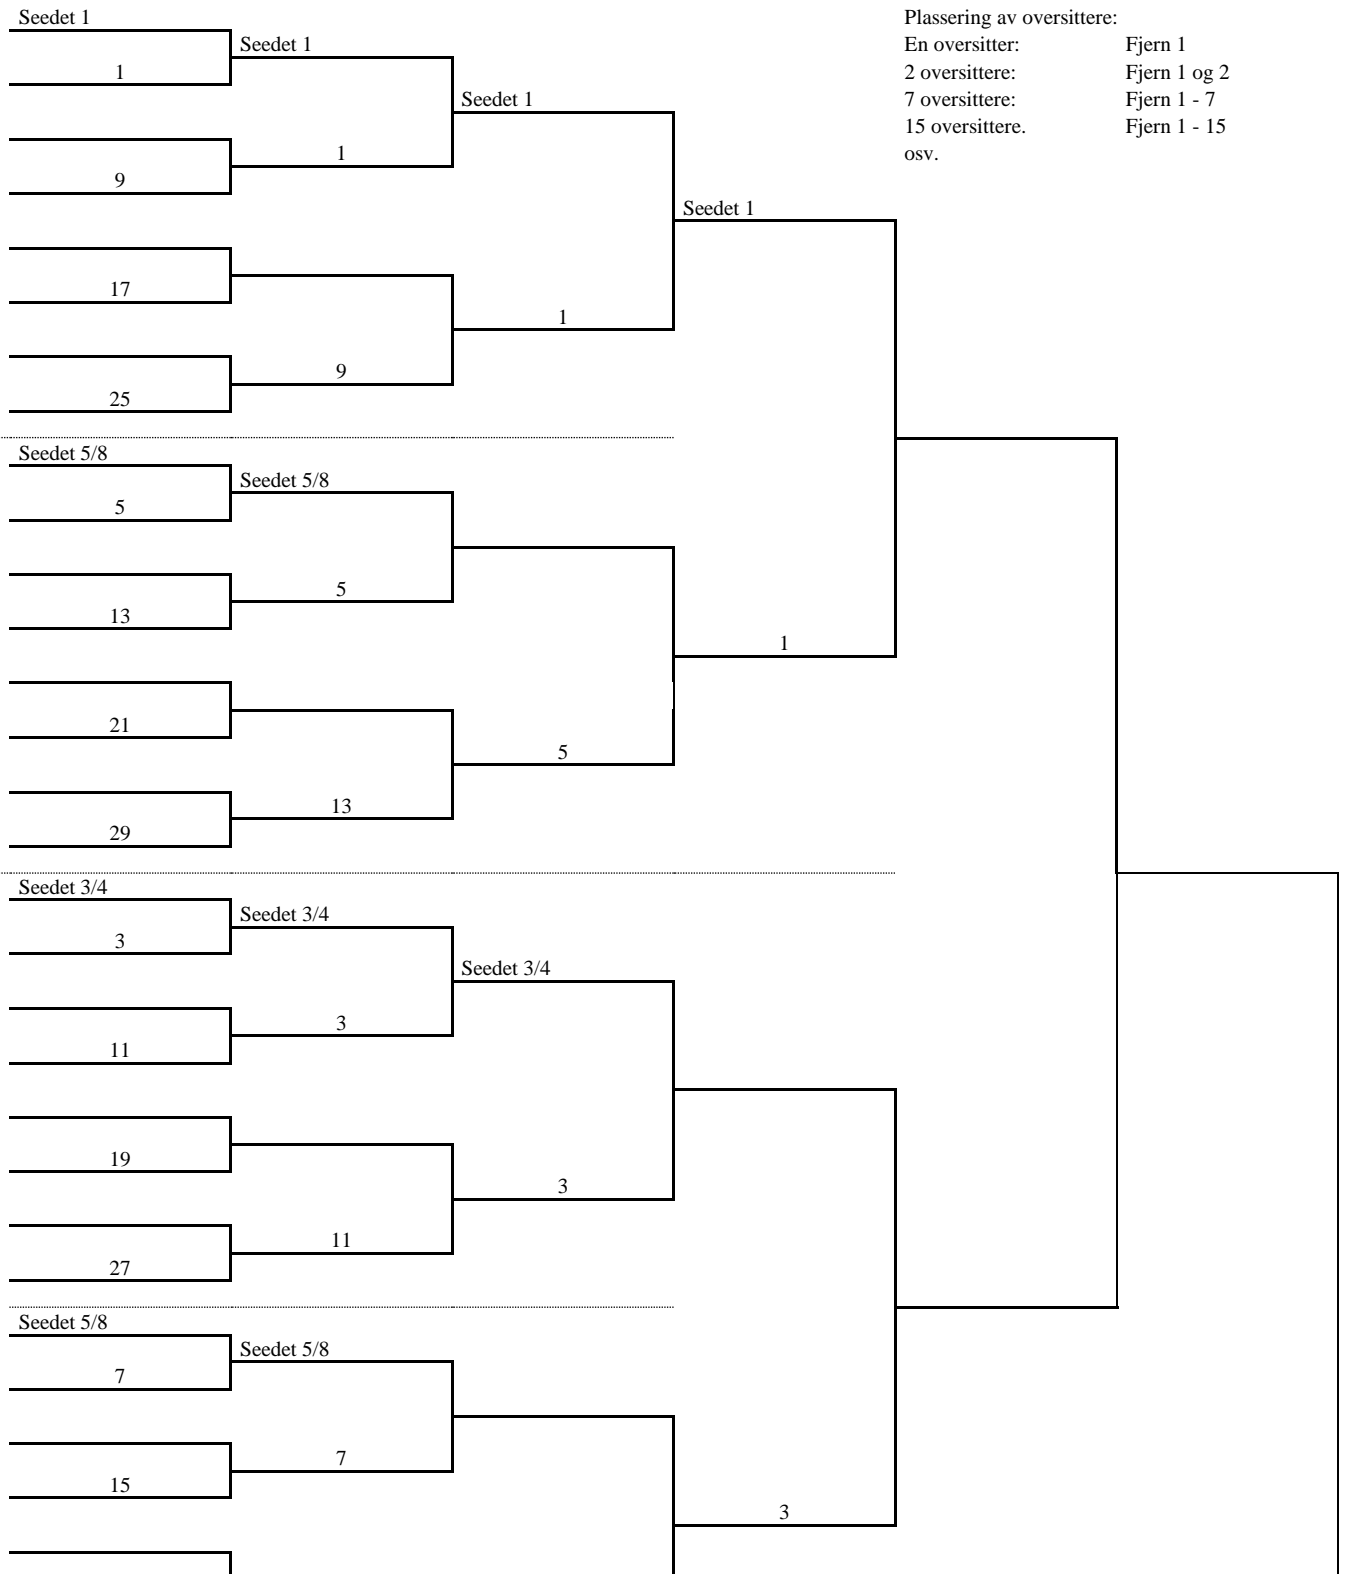 Seedet 1
Plassering av oversittere:
Seedet 1
En oversitter: Fjern 1
1
2 oversittere: Fjern 1 og 2
Seedet 1
7 oversittere: Fjern 1 - 7
15 oversittere. Fjern 1 - 15
1
osv.
9
Seedet 1
17
1
9
25
Seedet 5/8
Seedet 5/8
5
5
13
1
21
5
13
29
Seedet 3/4
Seedet 3/4
3
Seedet 3/4
3
11
19
3
11
27
Seedet 5/8
Seedet 5/8
7
7
15
3